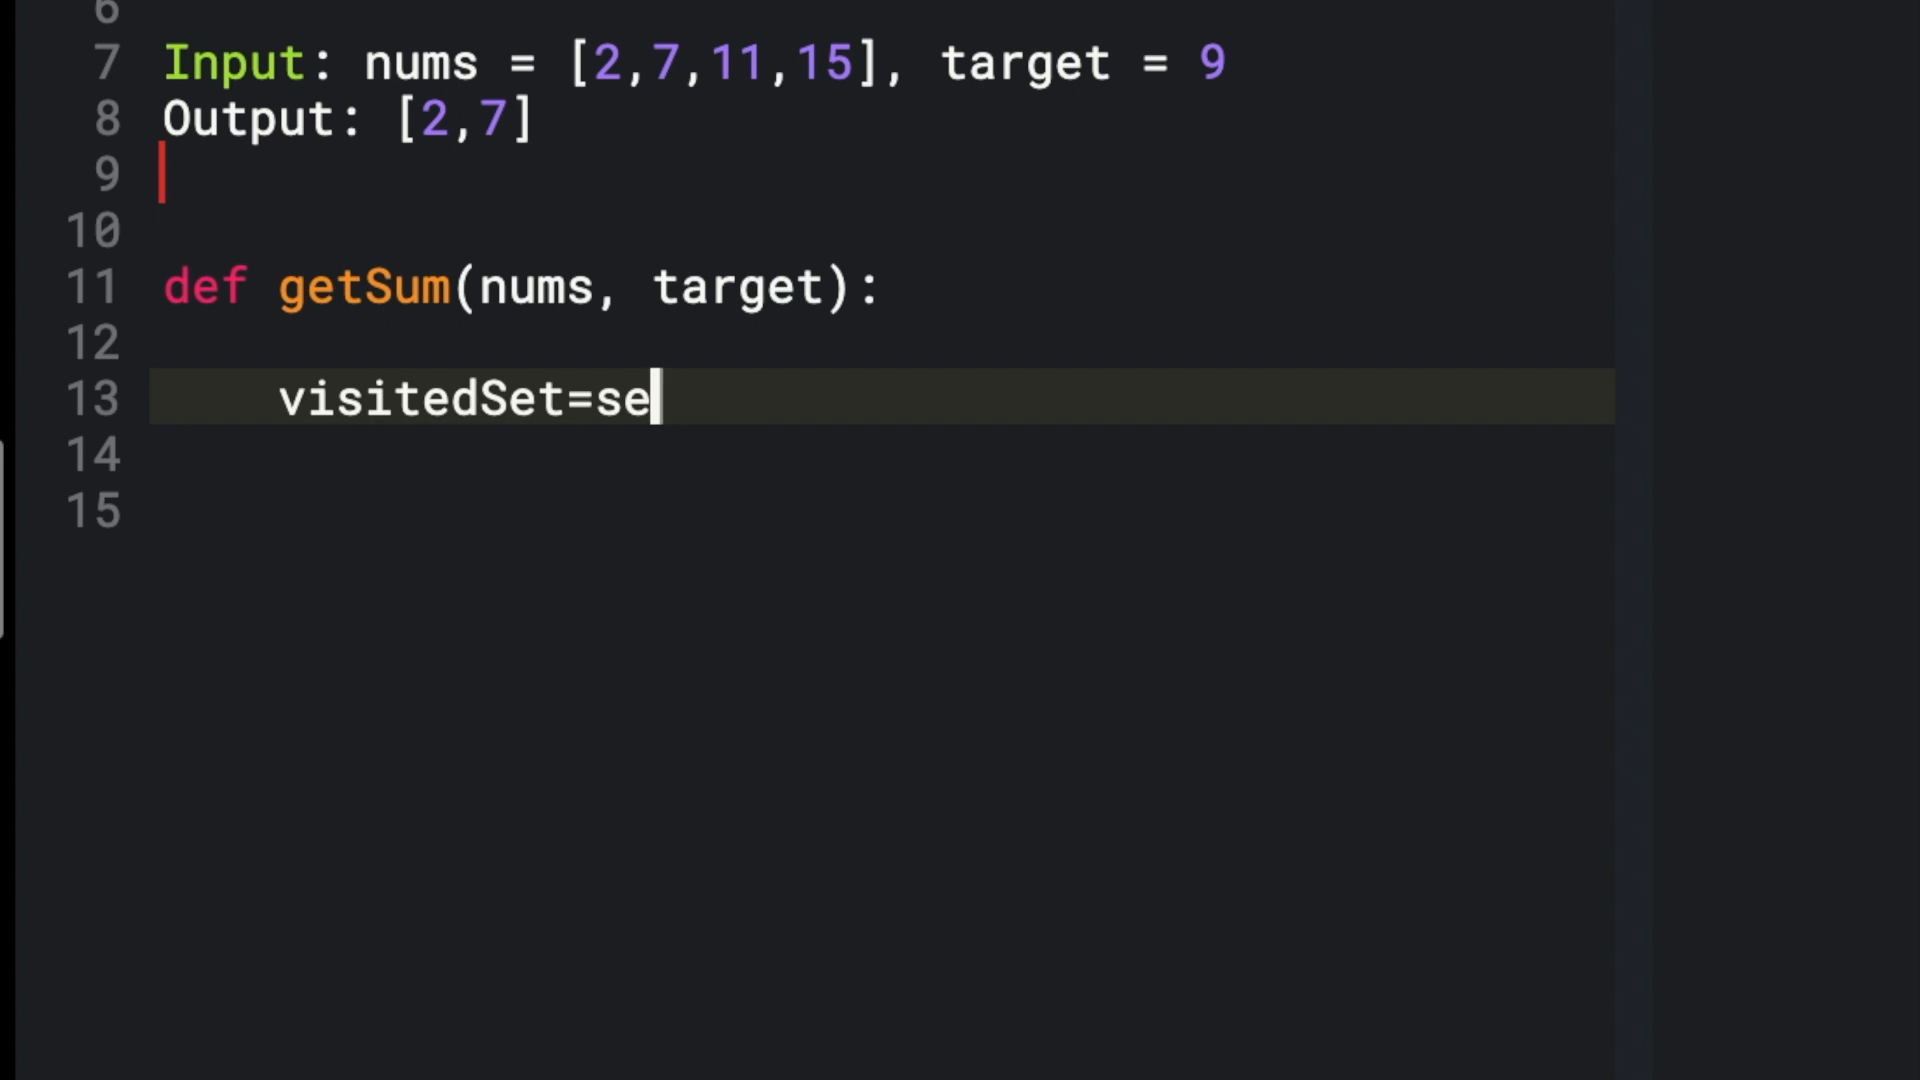 6
7 Input: nums = [2,7,11,15], target = 9
8 Output: [2,7]
9
10
11 def getSum(nums, target):
12
13 visitedSet=se
14
15